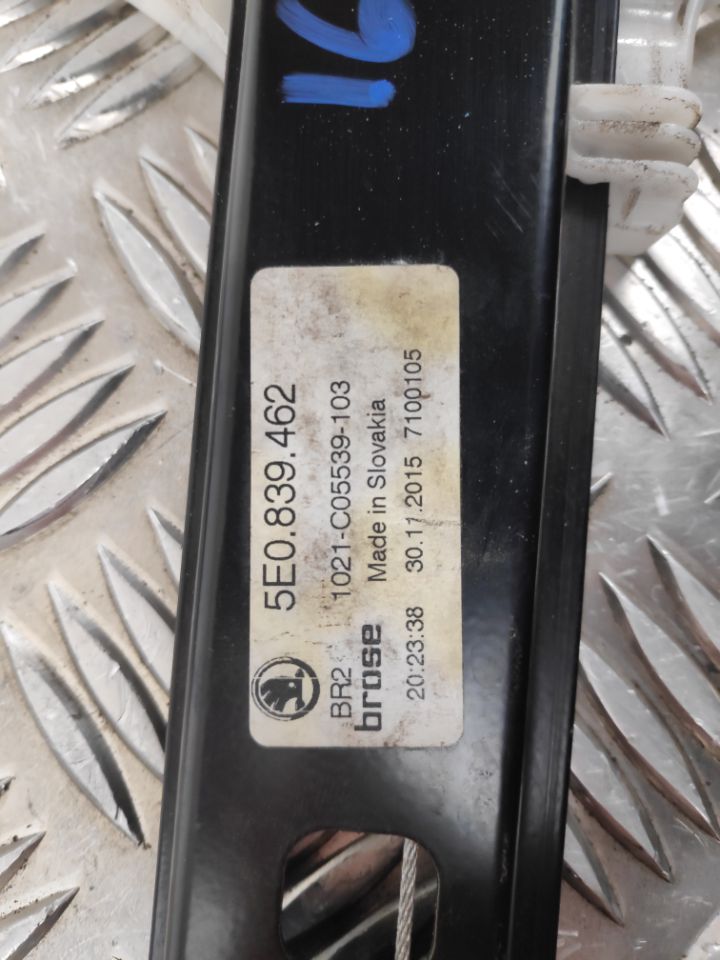 16
5E0.839.462
BR2 1021-C05539-103
brose Made in Slovakia
20:23:38 30.11.2015 7100105